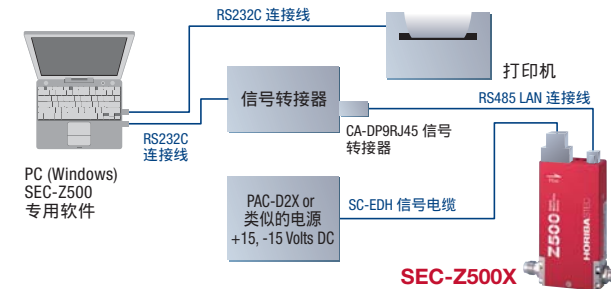 RS232C 连接线
打印机
信号转接器
RS485 LAN 连接线
CA-DP9RJ45 信号
转接器
RS232C
连接线
PC (Windows)
SEC-Z500
专用软件
PAC-D2X or
类似的电源
+15, -15 Volts DC
SC-EDH 信号电缆
Z500
HORIBASTEC
SEC-Z500X